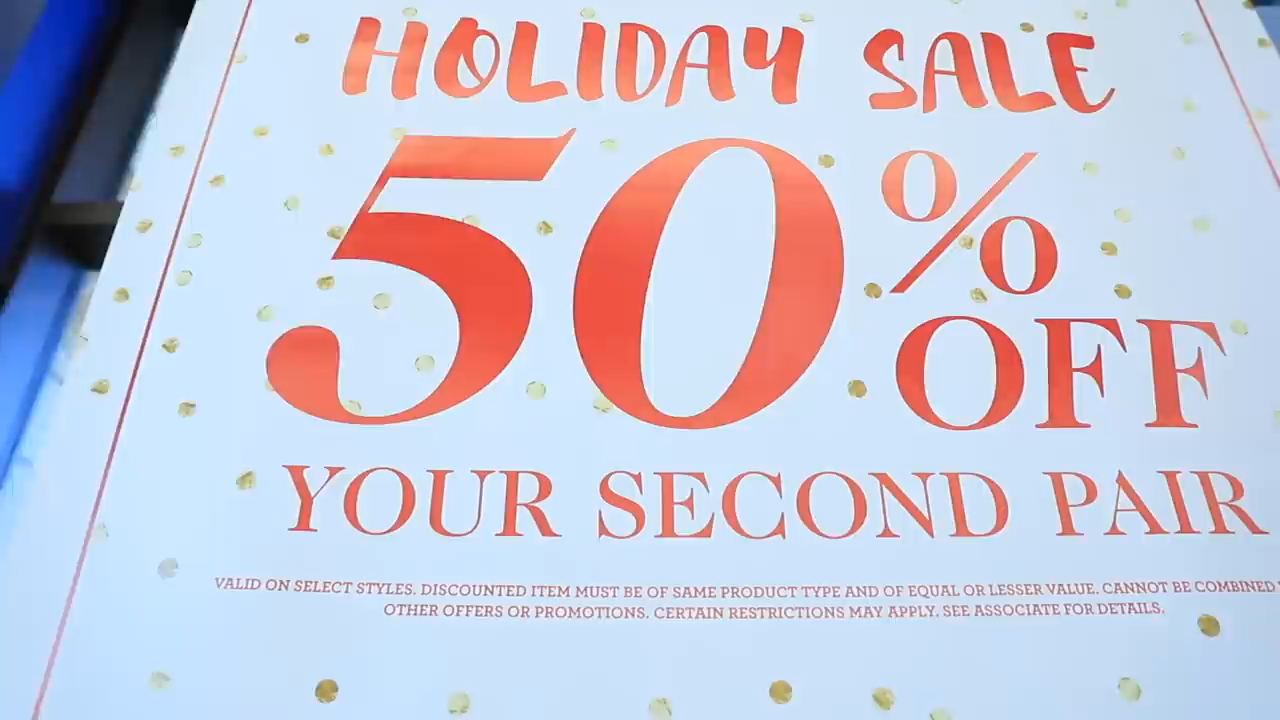 HOLIDAY SALE
50% OFF
YOUR SECOND PAIR
VALID ON SELECT STYLES. DISCOUNTED ITEM MUST BE OF SAME PRODUCT TYPE AND OF EQUAL OR LESSER VALUE. CANNOT BE COMBINED
OTHER OFFERS OR PROMOTIONS. CERTAIN RESTRICTIONS MAY APPLY. SEE ASSOCIATE FOR DETAILS.